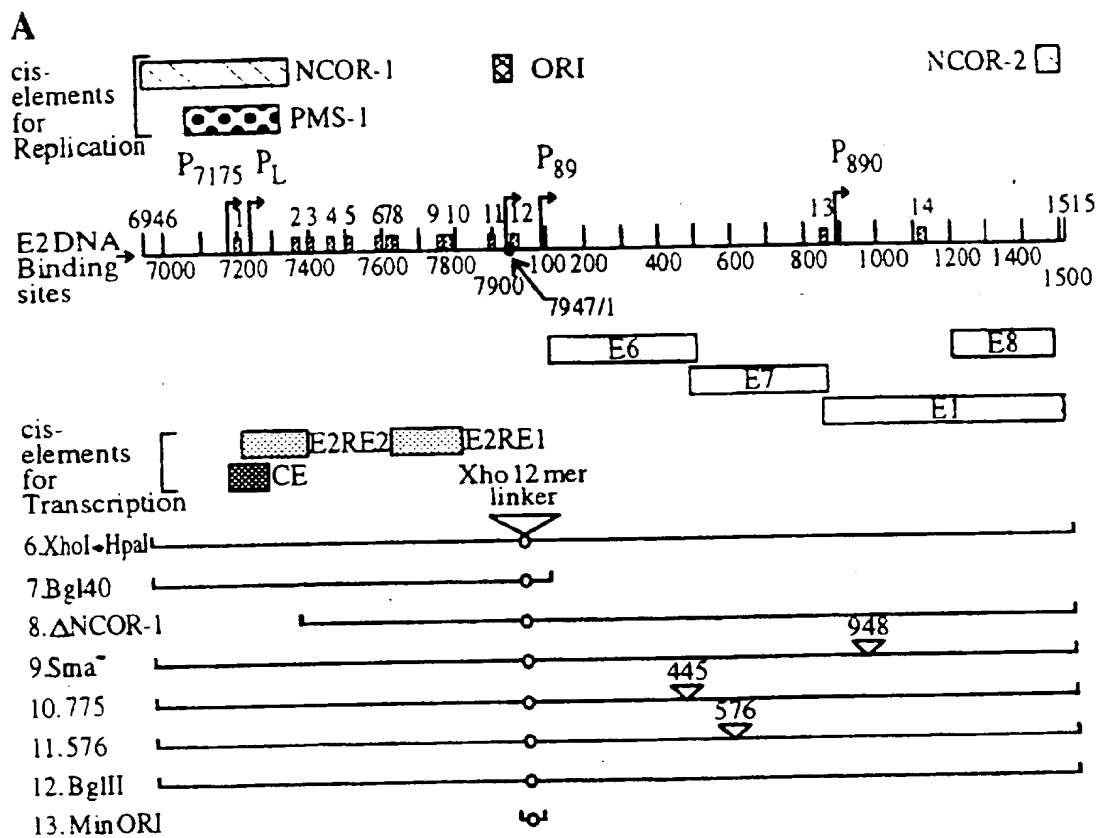 A
cis-
elements
for
Replication
NCOR-1
ORI
NCOR-2
PMS-1
P7175
PL
P89
P890
6946
1
2 3 4 5 678 9 10 11 12
13
14
1515
E2 DNA
Binding
sites
7000 7200 7400 7600 7800 7900 100 200 400 600 800 1000 1200 1400 1500
7947/1
E6
E8
E7
E1
cis-
elements
for
Transcription
E2RE2
E2RE1
CE
Xho 12 mer
linker
6.XhoI→HpaI
7.Bgl40
8.ΔNCOR-1
948
9.Sma-
445
10.775
576
11.576
12.BglII
13.Min ORI